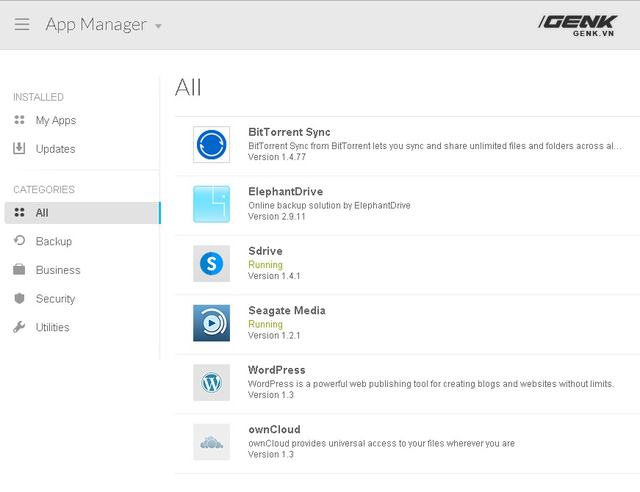 App Manager
/GENK
GENK.VN
INSTALLED
My Apps
Updates
CATEGORIES
All
Backup
Business
Security
Utilities
All
BitTorrent Sync
BitTorrent Sync from BitTorrent lets you sync and share unlimited files and folders across al...
Version 1.4.77
ElephantDrive
Online backup solution by ElephantDrive
Version 2.9.11
S
Sdrive
Running
Version 1.4.1
Seagate Media
Running
Version 1.2.1
WordPress
WordPress is a powerful web publishing tool for creating blogs and websites without limits.
Version 1.3
ownCloud
ownCloud provides universal access to your files wherever you are
Version 1.3